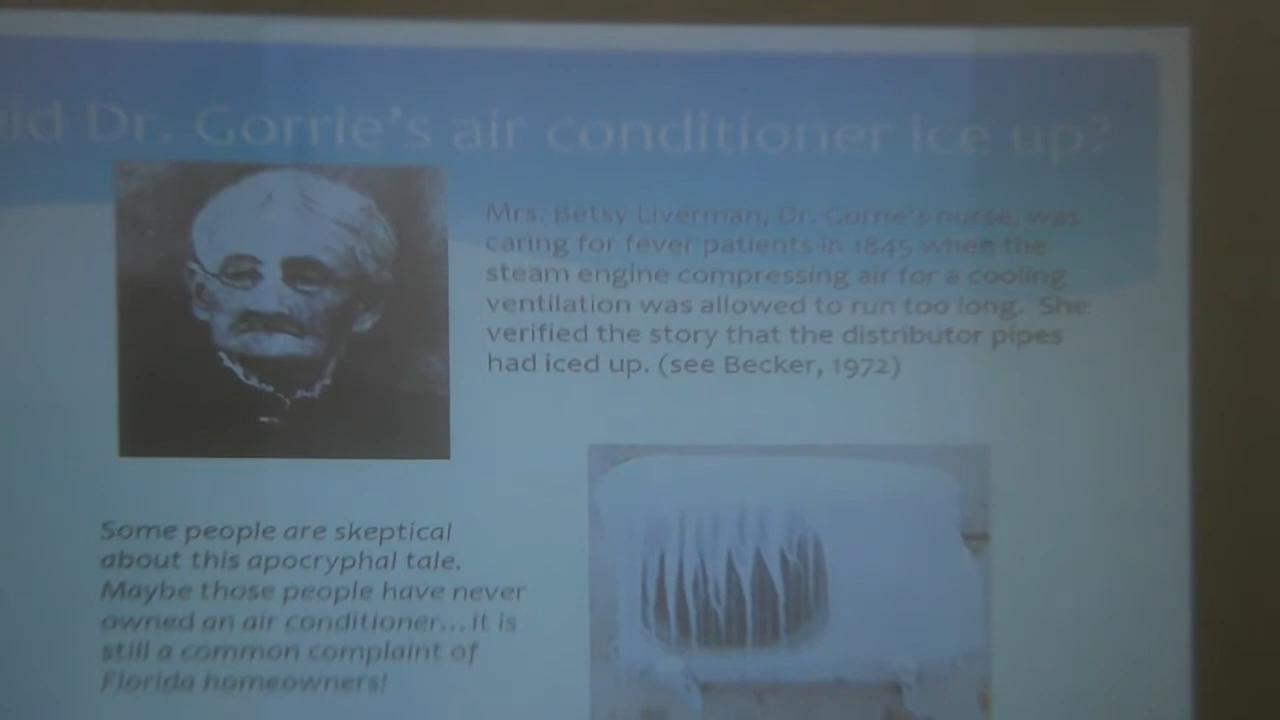 Dr. Gorrie's air conditioner ice up?
Mrs. Betsy Liverman, Dr. Gorrie's nurse, was
caring for fever patients in 1845 when the
steam engine compressing air for a cooling
ventilation was allowed to run too long. She
verified the story that the distributor pipes
had iced up. (see Becker, 1972)
Some people are skeptical
about this apocryphal tale.
Maybe those people have never
owned an air conditioner...it is
still a common complaint of
Florida homeowners!